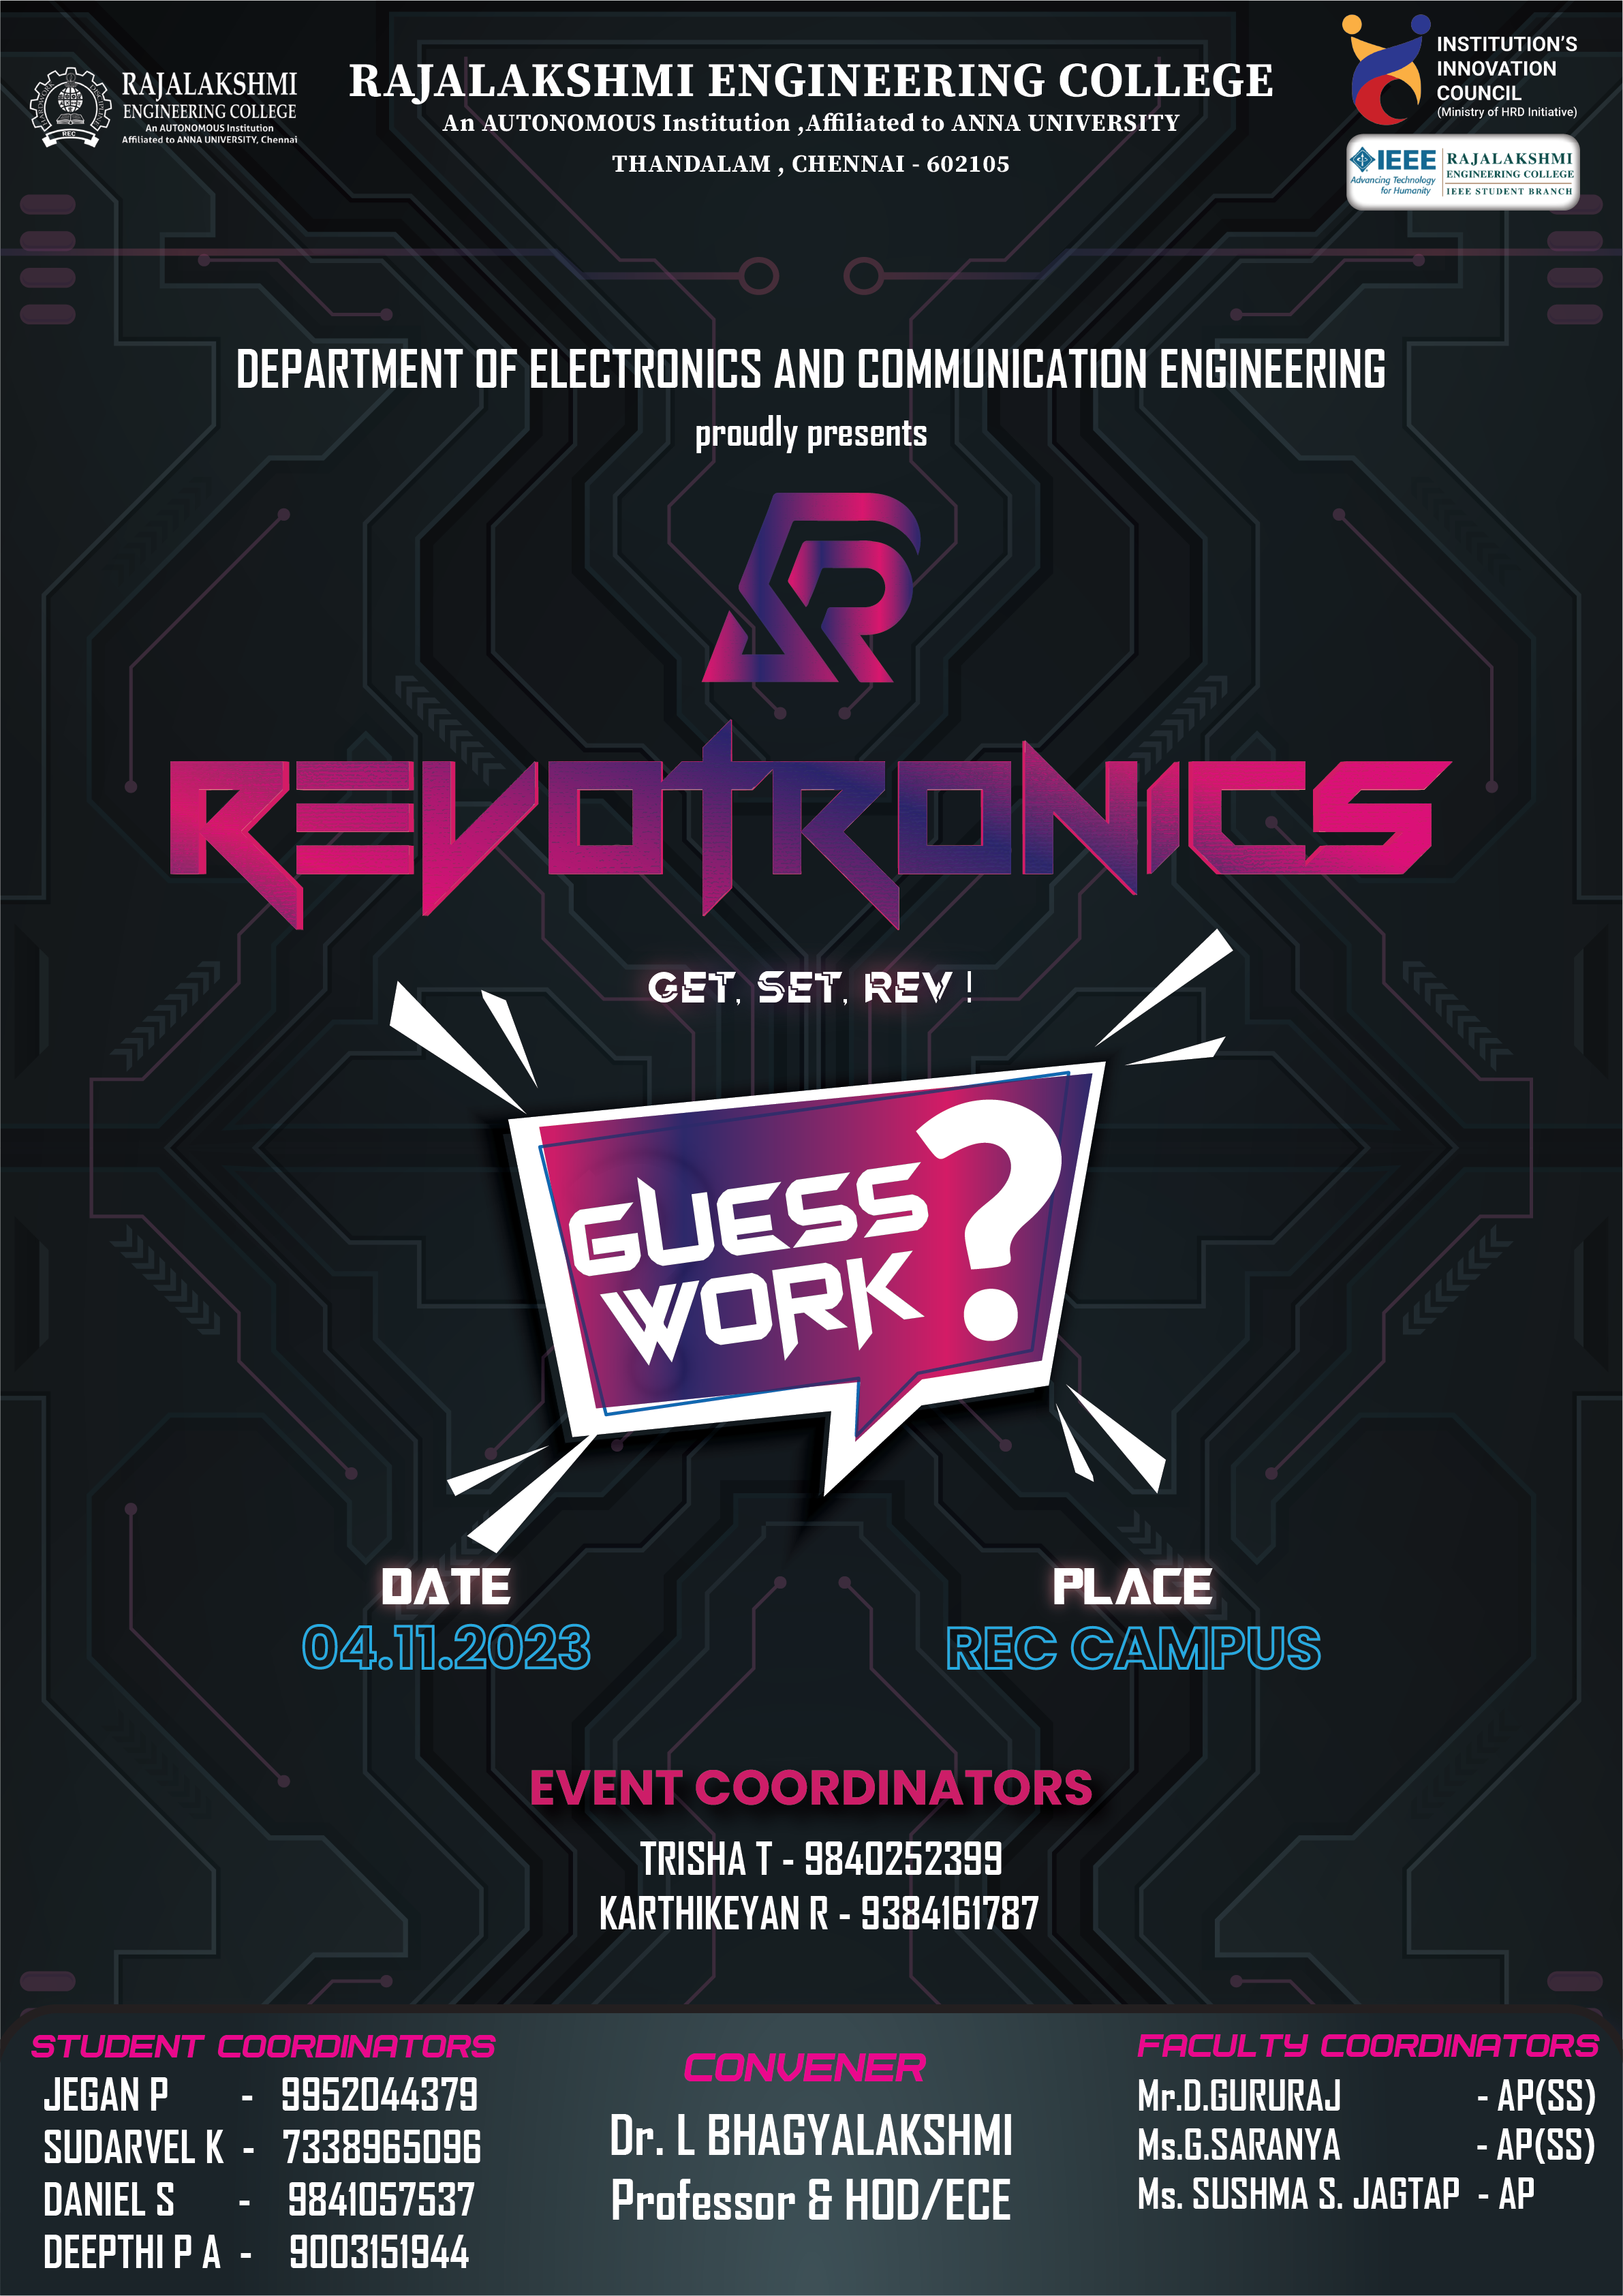 RAJALAKSHMI
ENGINEERING COLLEGE
An AUTONOMOUS Institution
Affiliated to ANNA UNIVERSITY, Chennai
REC
RAJALAKSHMI ENGINEERING COLLEGE
An AUTONOMOUS Institution ,Affiliated to ANNA UNIVERSITY
THANDALAM , CHENNAI - 602105
INSTITUTION'S
INNOVATION
COUNCIL
(Ministry of HRD Initiative)
IEEE
Advancing Technology
for Humanity
RAJALAKSHMI
ENGINEERING COLLEGE
IEEE STUDENT BRANCH
DEPARTMENT OF ELECTRONICS AND COMMUNICATION ENGINEERING
proudly presents
REVOTRONICS
GET, SET, REV !
GUESS
WORK ?
DATE
04.11.2023
PLACE
REC CAMPUS
EVENT COORDINATORS
TRISHA T - 9840252399
KARTHIKEYAN R - 9384161787
STUDENT COORDINATORS
JEGAN P - 9952044379
SUDARVEL K - 7338965096
DANIEL S - 9841057537
DEEPTHI P A - 9003151944
CONVENER
Dr. L BHAGYALAKSHMI
Professor & HOD/ECE
FACULTY COORDINATORS
Mr.D.GURURAJ - AP(SS)
Ms.G.SARANYA - AP(SS)
Ms. SUSHMA S. JAGTAP - AP